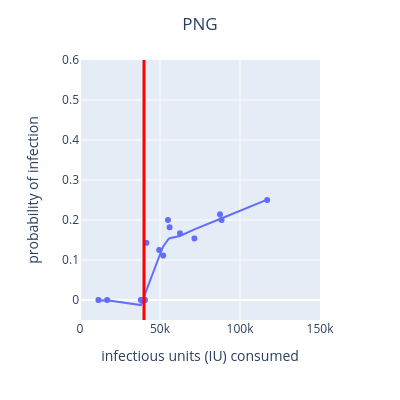 PNG
0.6
0.5
0.4
0.3
0.2
0.1
0
probability of infection
0 50k 100k 150k
infectious units (IU) consumed